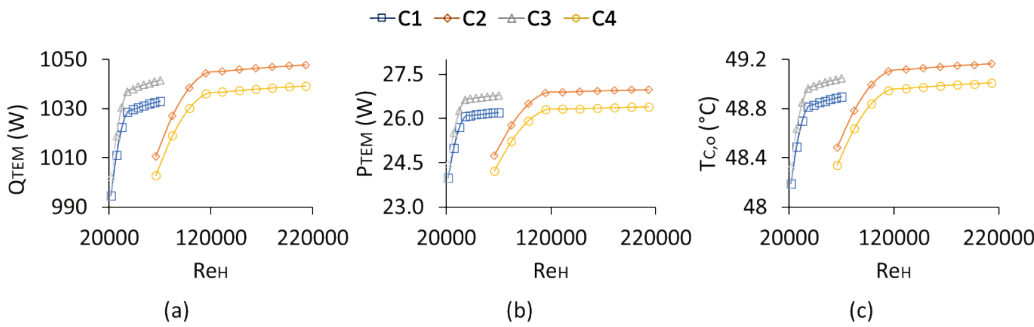 C1 C2 C3 C4
1050
1030
1010
990
QTEM (W)
20000 120000 220000
ReH
(a)
27.5
26.0
24.5
23.0
PTEM (W)
20000 120000 220000
ReH
(b)
49.2
48.8
48.4
48
TC,o (°C)
20000 120000 220000
ReH
(c)